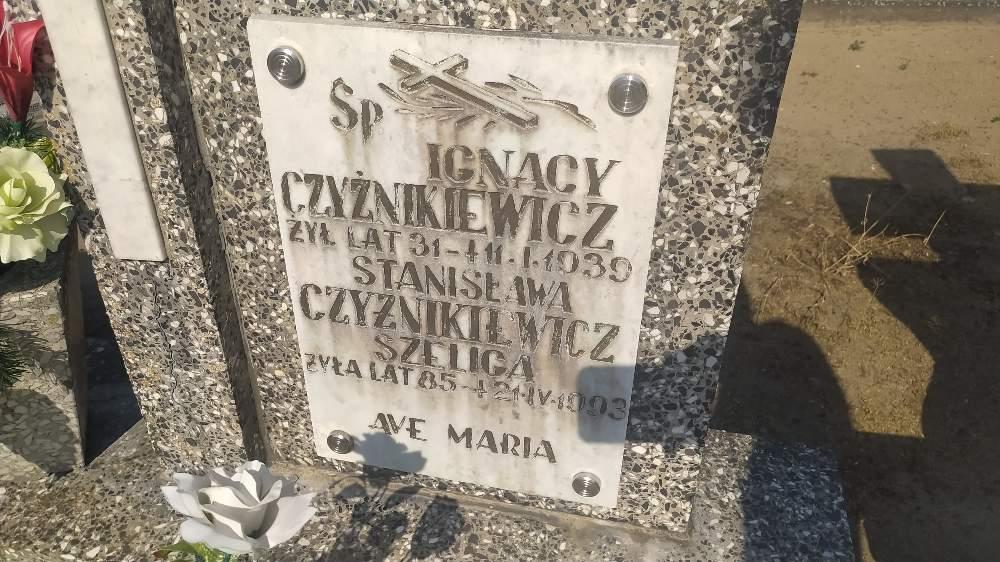 Śp
IGNACY
CZYŻNIKIEWICZ
ŻYŁ LAT 31 - + 11.I.1939
STANISŁAWA
CZYŻNIKIEWICZ
SZELIGA
ŻYŁA LAT 85 - + 21.IV.1993
AVE MARIA